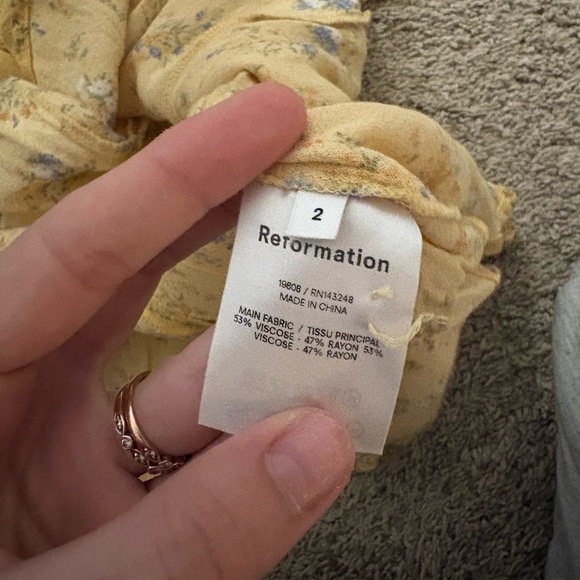 2
Reformation
19808 / RN143248
MADE IN CHINA
MAIN FABRIC / TISSU PRINCIPAL
53% VISCOSE - 47% RAYON 53%
VISCOSE - 47% RAYON